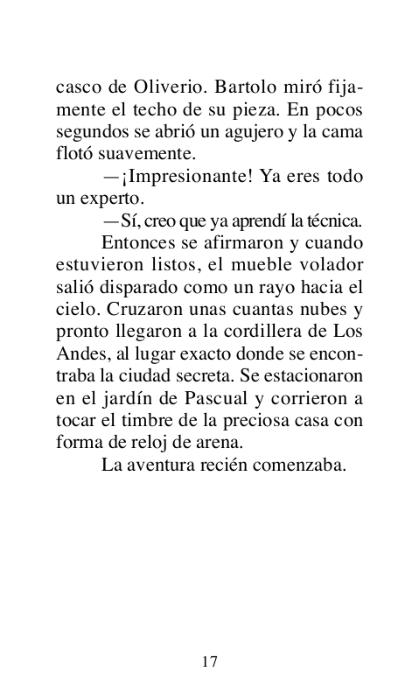 casco de Oliverio. Bartolo miró fija-
mente el techo de su pieza. En pocos
segundos se abrió un agujero y la cama
flotó suavemente.
—¡Impresionante! Ya eres todo
un experto.
—Sí, creo que ya aprendí la técnica.
Entonces se afirmaron y cuando
estuvieron listos, el mueble volador
salió disparado como un rayo hacia el
cielo. Cruzaron unas cuantas nubes y
pronto llegaron a la cordillera de Los
Andes, al lugar exacto donde se encon-
traba la ciudad secreta. Se estacionaron
en el jardín de Pascual y corrieron a
tocar el timbre de la preciosa casa con
forma de reloj de arena.
La aventura recién comenzaba.
17